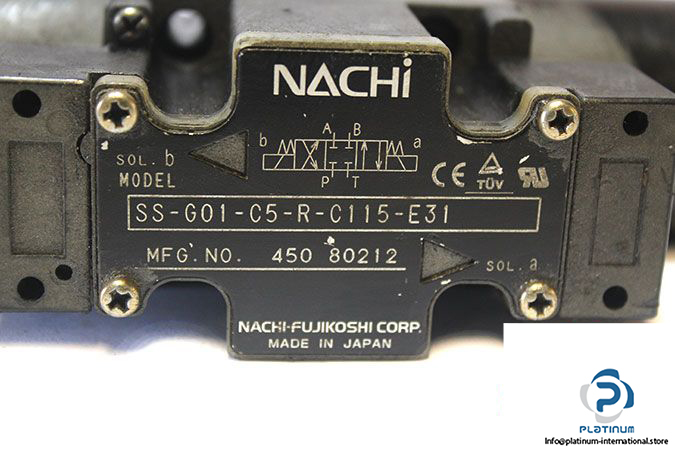 NACHi
A B
b a
P T
SOL. b
MODEL
CE TÜV RU
SS-G01-C5-R-C115-E31
MFG. NO. 450 80212
SOL. a
NACHI-FUJIKOSHI CORP.
MADE IN JAPAN
PLATINUM
Info@platinum-international.store